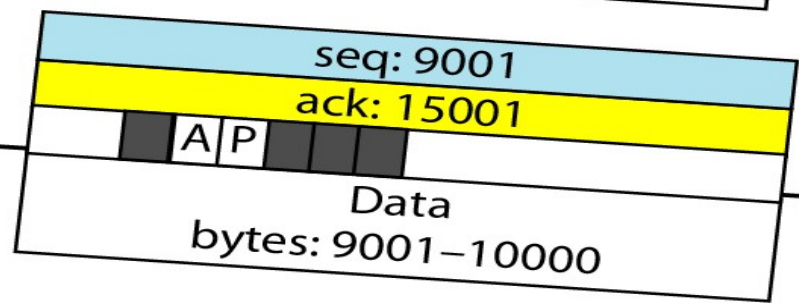 seq: 9001
ack: 15001
A P
Data
bytes: 9001–10000